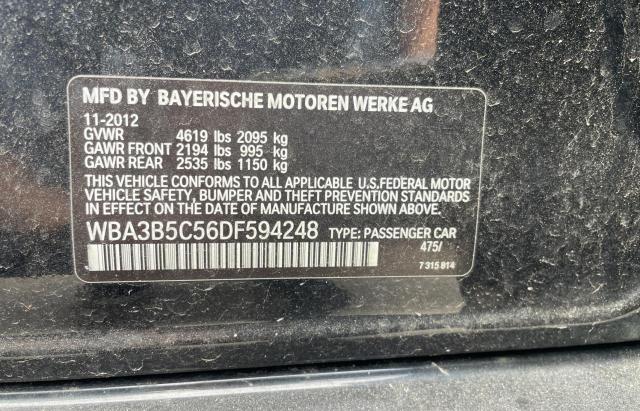 MFD BY BAYERISCHE MOTOREN WERKE AG
11-2012
GVWR 4619 lbs 2095 kg
GAWR FRONT 2194 lbs 995 kg
GAWR REAR 2535 lbs 1150 kg
THIS VEHICLE CONFORMS TO ALL APPLICABLE U.S.FEDERAL MOTOR
VEHICLE SAFETY, BUMPER AND THEFT PREVENTION STANDARDS
IN EFFECT ON THE DATE OF MANUFACTURE SHOWN ABOVE.
WBA3B5C56DF594248 TYPE: PASSENGER CAR
475/
7 315 814